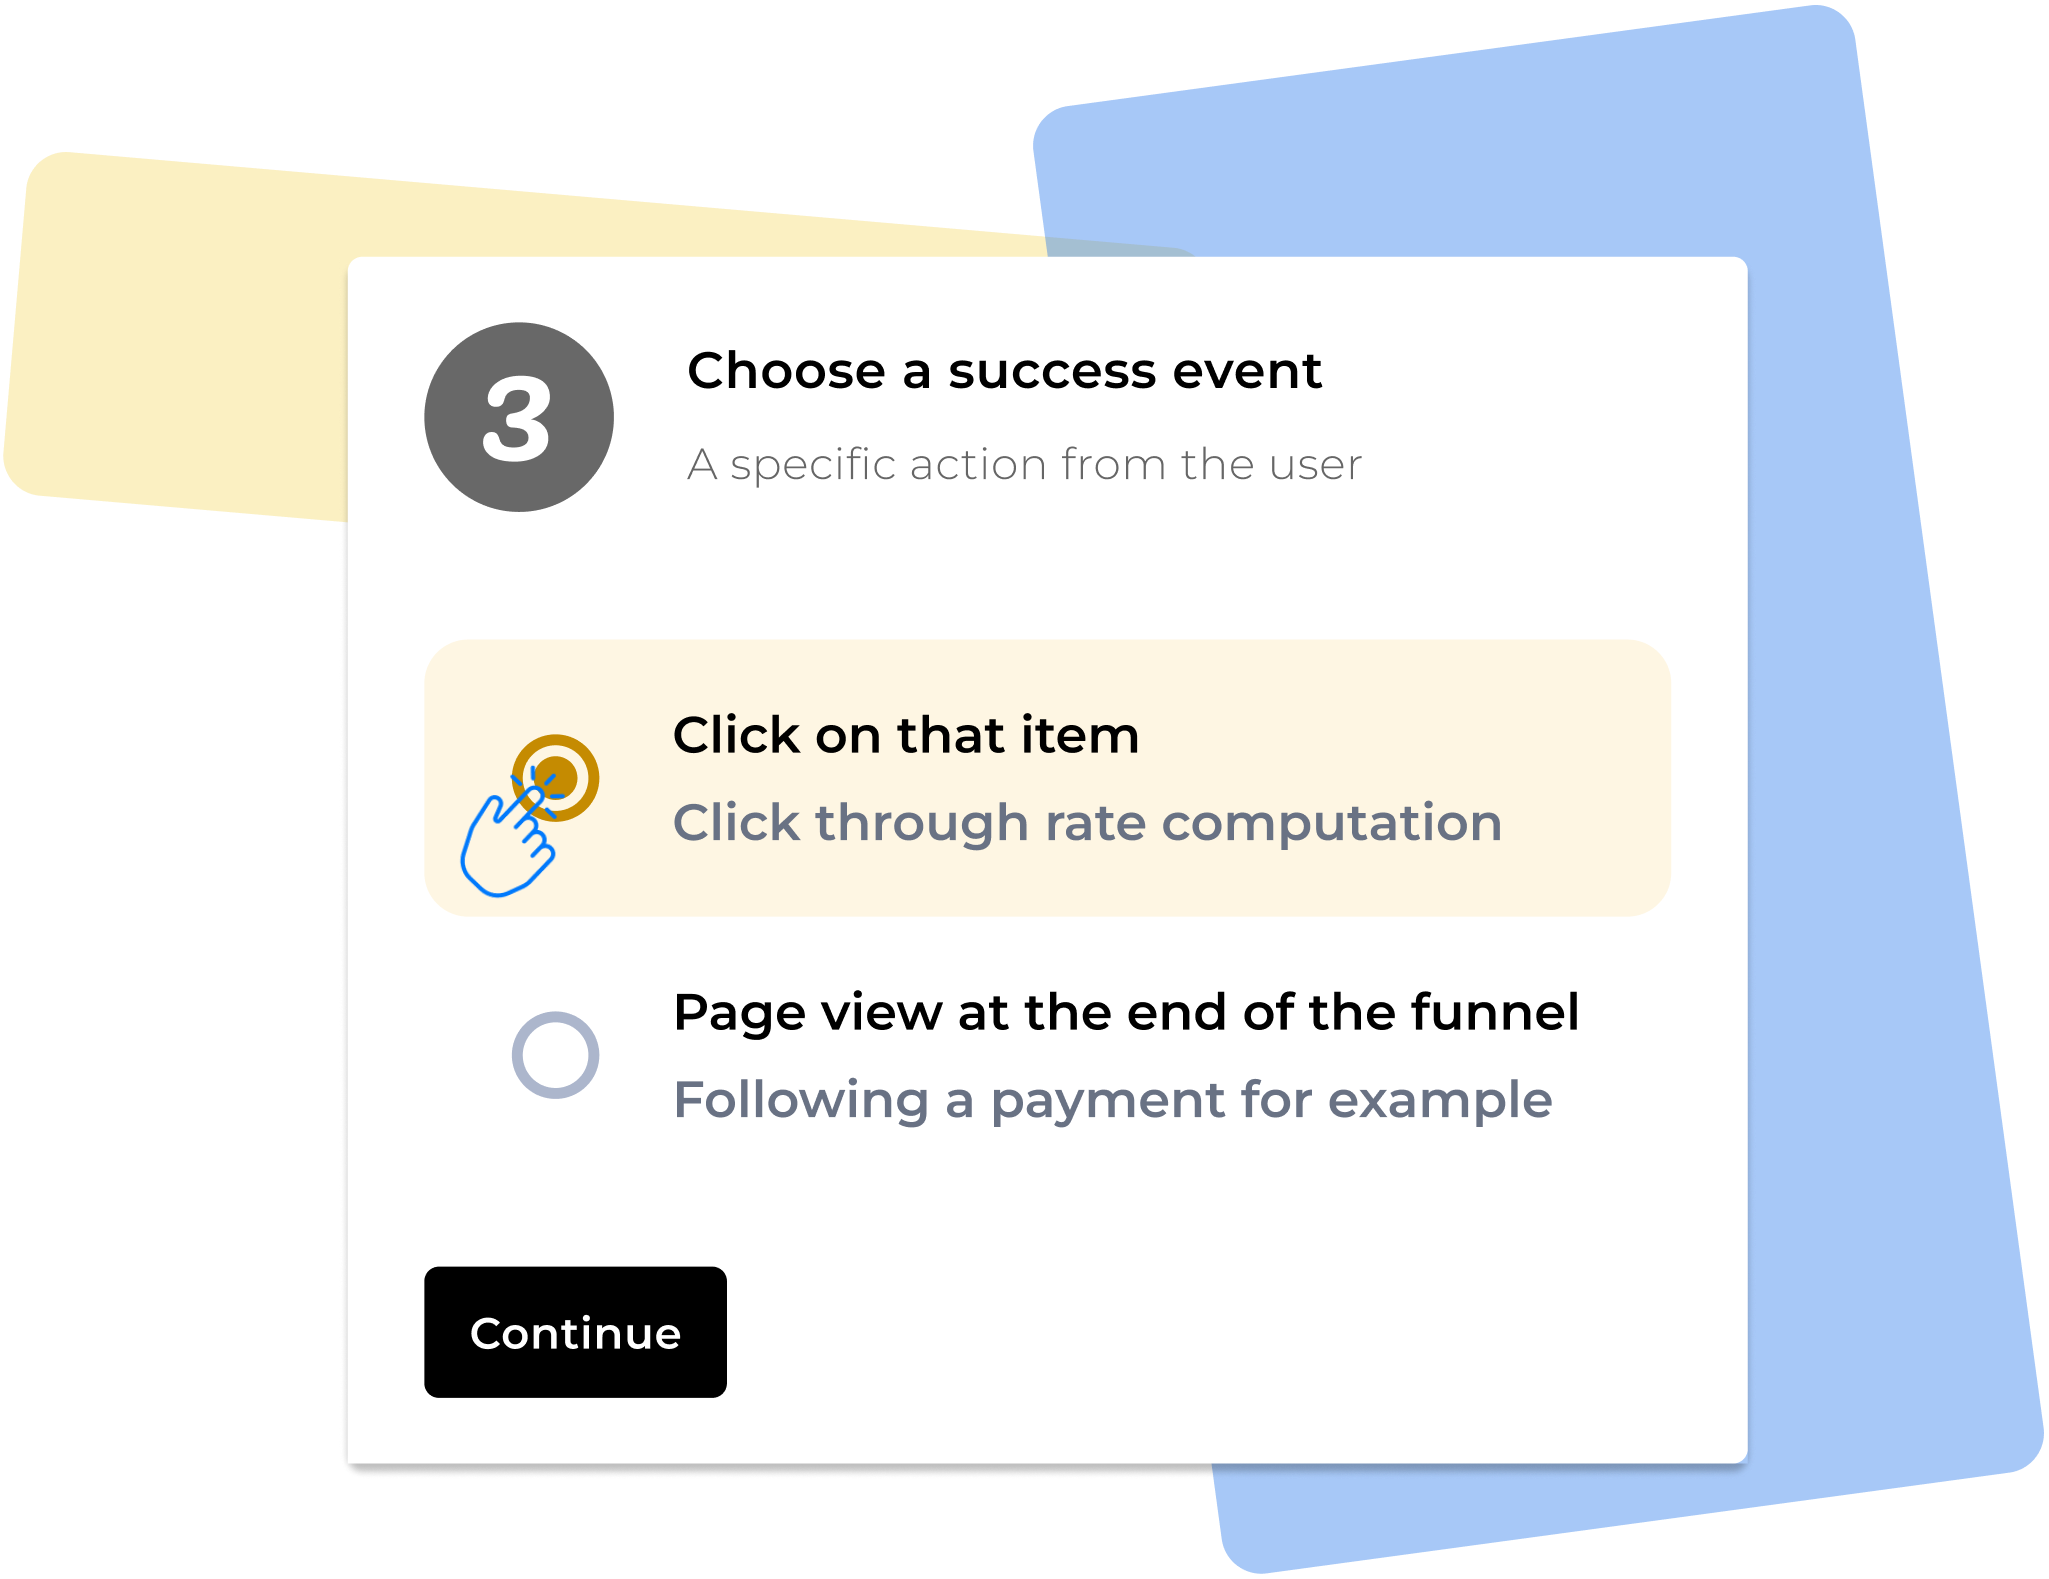 3
Choose a success event
A specific action from the user
Click on that item
Click through rate computation
Page view at the end of the funnel
Following a payment for example
Continue